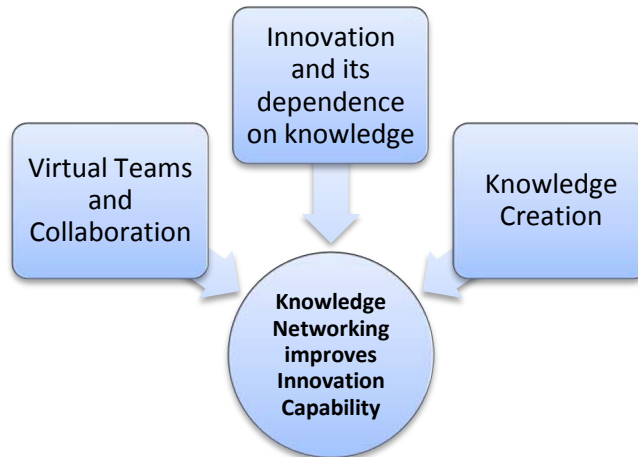 Innovation
and its
dependence
on knowledge
Virtual Teams
and
Collaboration
Knowledge
Creation
Knowledge
Networking
improves
Innovation
Capability